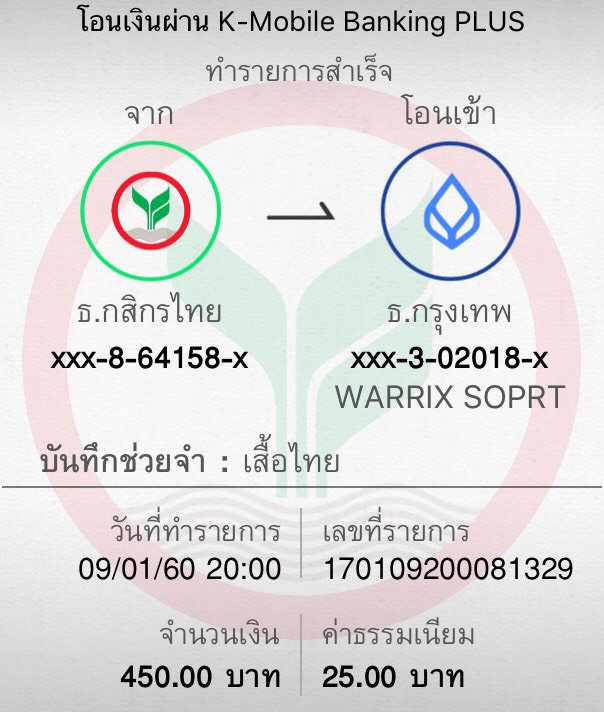 โอนเงินผ่าน K-Mobile Banking PLUS
ทำรายการสำเร็จ
จาก
โอนเข้า
ธ.กสิกรไทย
ธ.กรุงเทพ
xxx-8-64158-x
xxx-3-02018-x
WARRIX SOPRT
บันทึกช่วยจำ : เสื้อไทย
วันที่ทำรายการ
เลขที่รายการ
09/01/60 20:00
170109200081329
จำนวนเงิน
ค่าธรรมเนียม
450.00 บาท
25.00 บาท